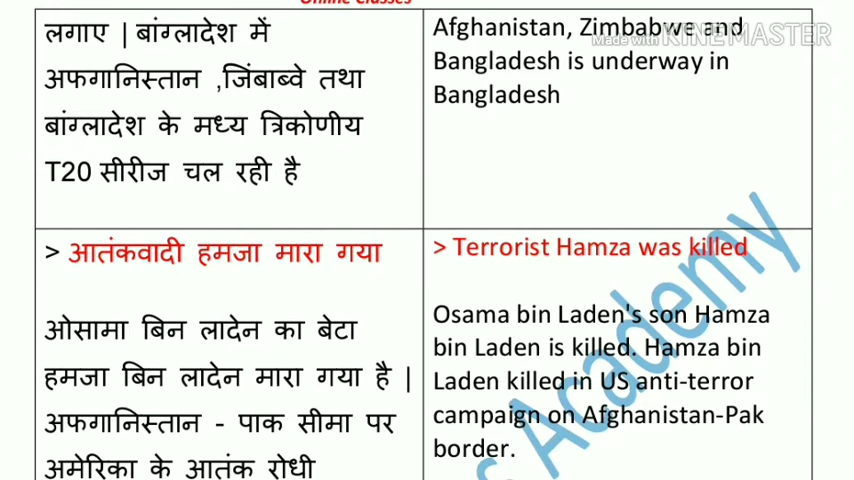 Online Classes
लगाए | बांग्लादेश में
अफगानिस्तान ,जिंबाब्वे तथा
बांग्लादेश के मध्य त्रिकोणीय
T20 सीरीज चल रही है
Afghanistan, Zimbabwe and
Bangladesh is underway in
Bangladesh
Made with KINEMASTER
> आतंकवादी हमजा मारा गया
ओसामा बिन लादेन का बेटा
हमजा बिन लादेन मारा गया है |
अफगानिस्तान - पाक सीमा पर
अमेरिका के आतंक रोधी
> Terrorist Hamza was killed
Osama bin Laden's son Hamza
bin Laden is killed. Hamza bin
Laden killed in US anti-terror
campaign on Afghanistan-Pak
border.
Academy